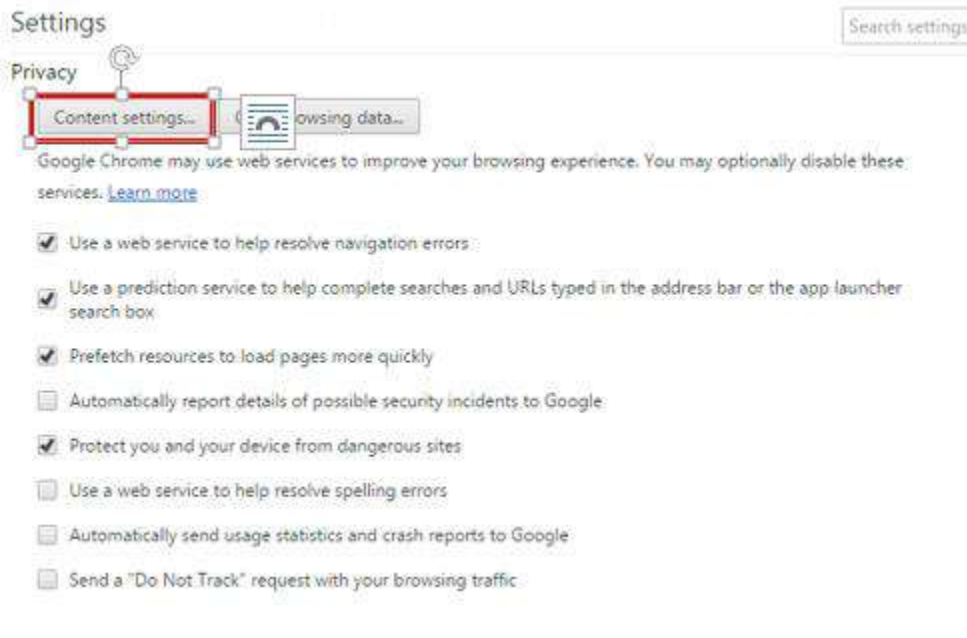 Settings
Search settings
Privacy
Content settings...
owsing data...
Google Chrome may use web services to improve your browsing experience. You may optionally disable these
services. Learn more
Use a web service to help resolve navigation errors
Use a prediction service to help complete searches and URLs typed in the address bar or the app launcher
search box
Prefetch resources to load pages more quickly
Automatically report details of possible security incidents to Google
Protect you and your device from dangerous sites
Use a web service to help resolve spelling errors
Automatically send usage statistics and crash reports to Google
Send a "Do Not Track" request with your browsing traffic